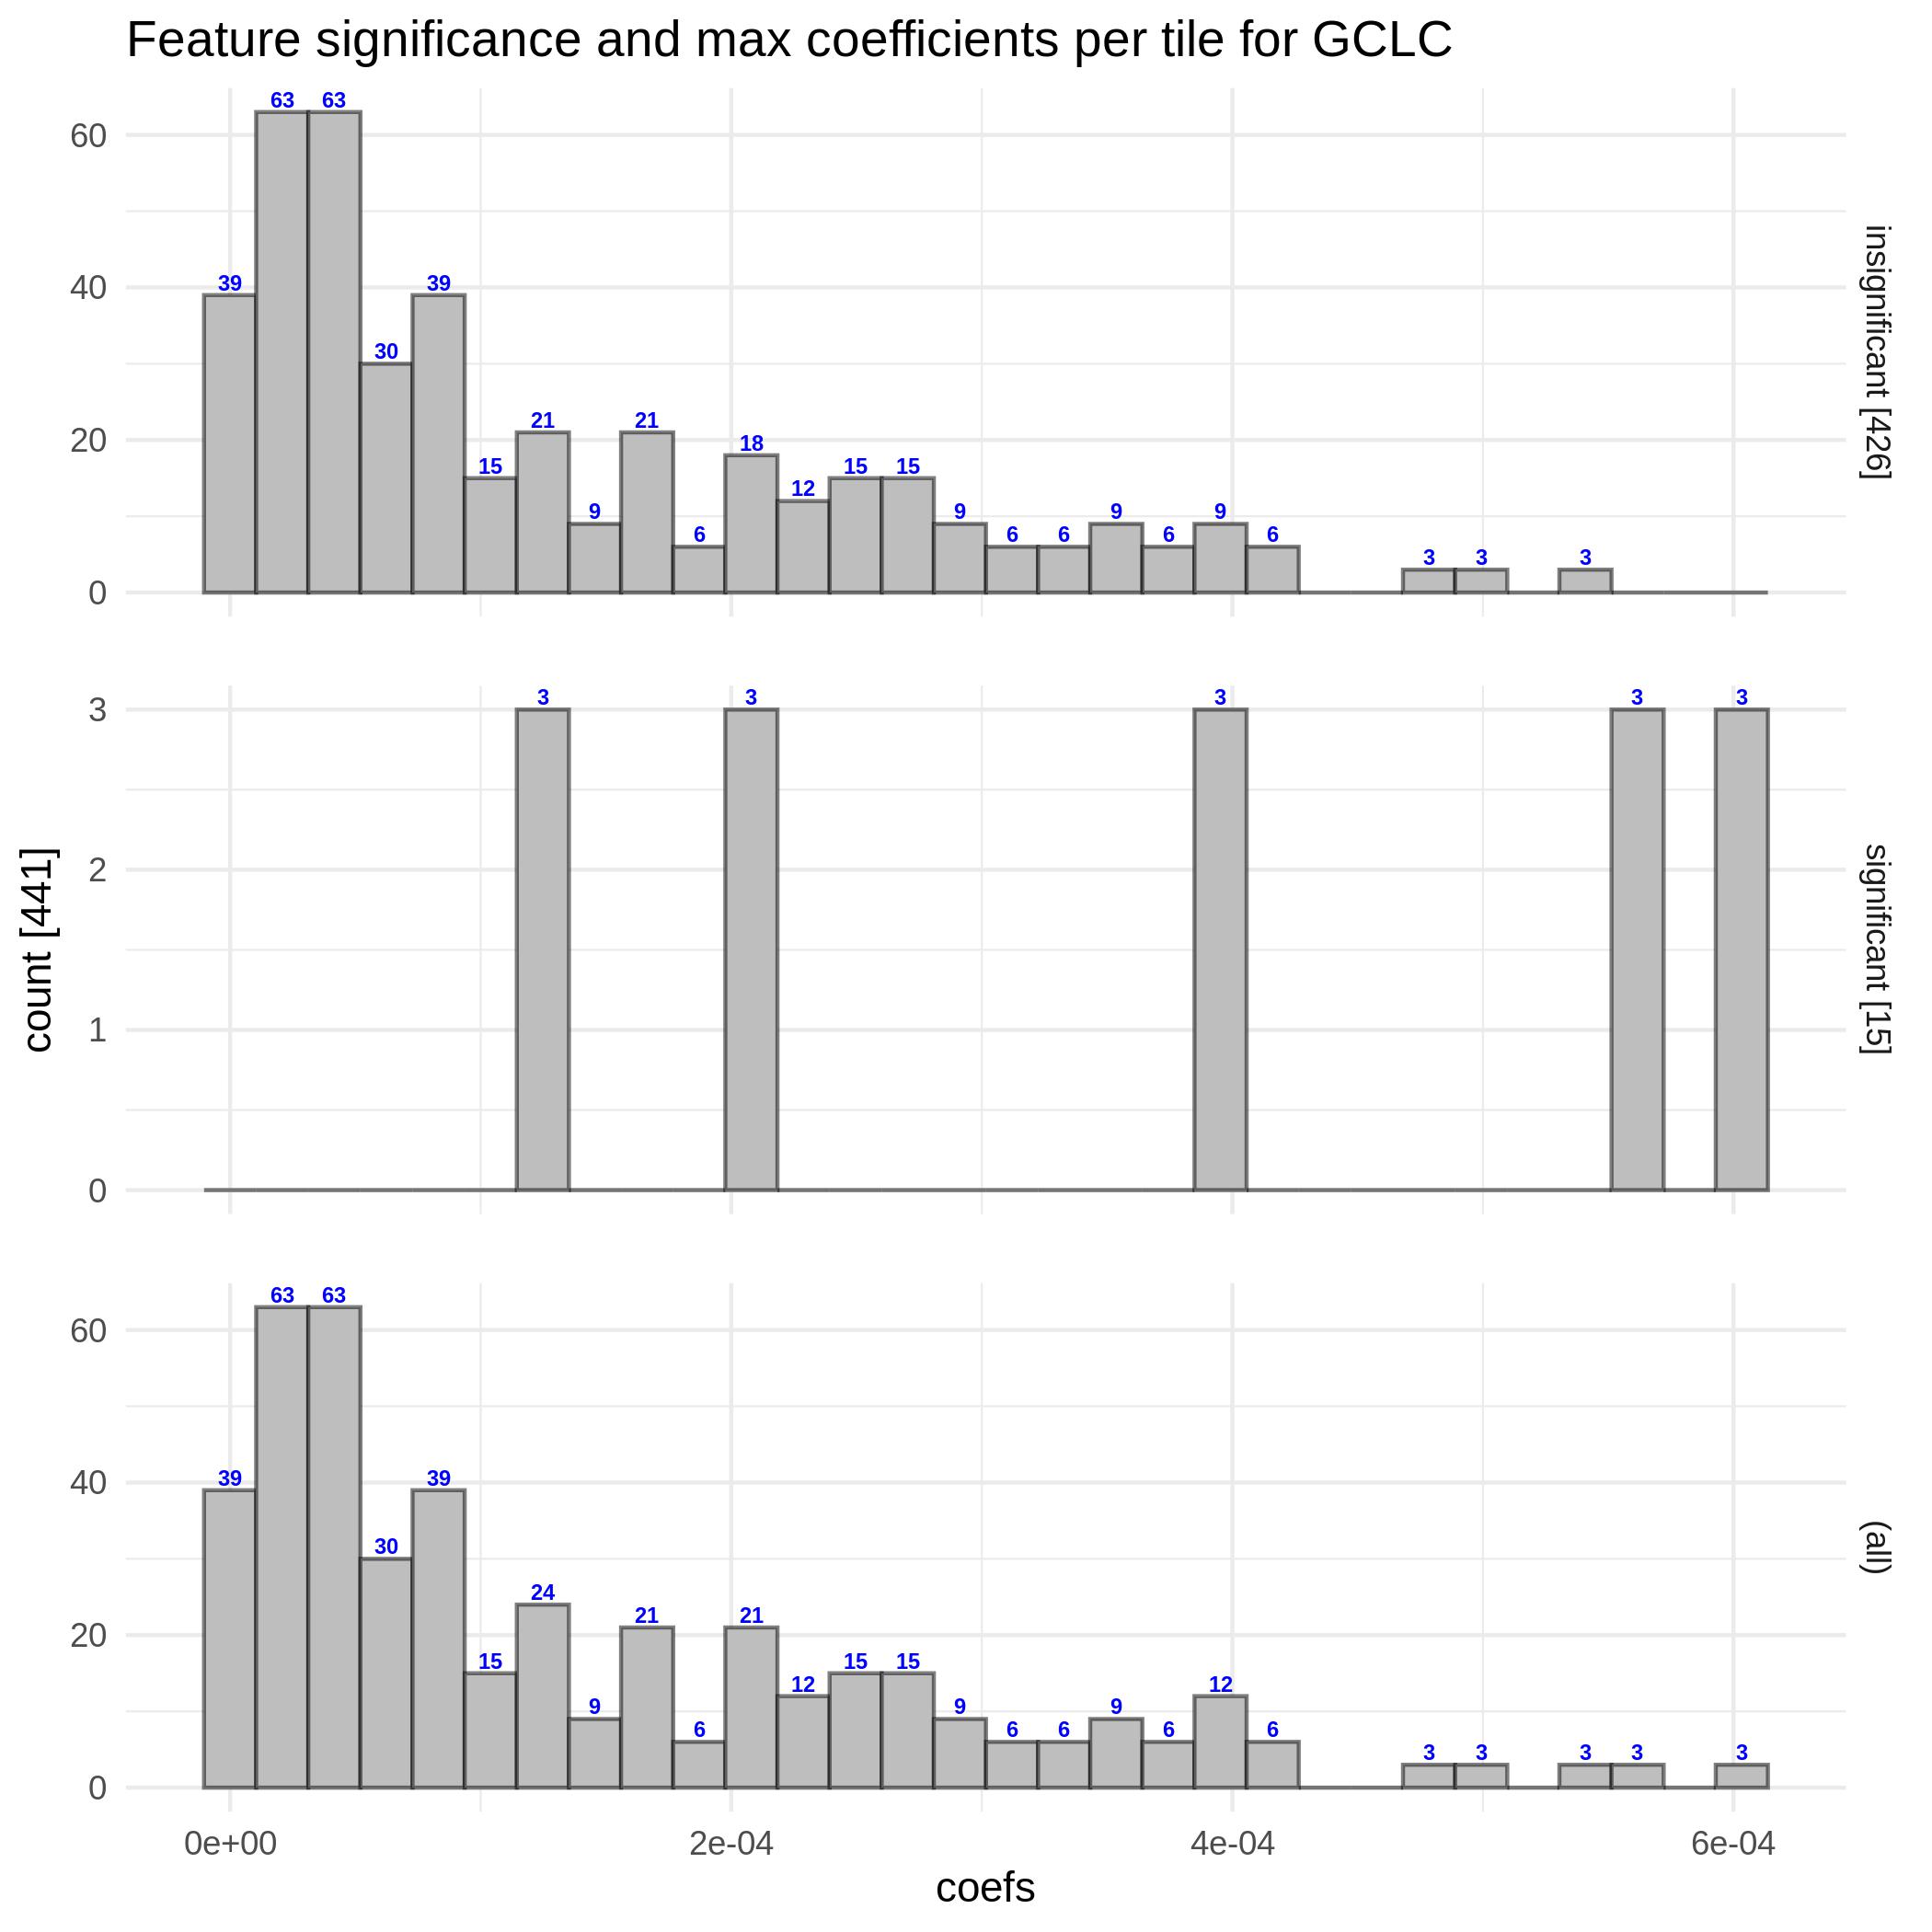 Feature significance and max coefficients per tile for GCLC
63 63
60
39 39
40
30
21 21
20
18
15 15 15
12
9 9 9 9
6 6 6 6 6
3 3 3
0
insignificant [426]
3 3 3 3 3
3
2
1
0
significant [15]
count [441]
63 63
60
39 39
40
30
24
21 21
20
15 15 15
12 12
9 9 9
6 6 6 6 6
3 3 3 3 3
0
(all)
0e+00 2e-04 4e-04 6e-04
coefs